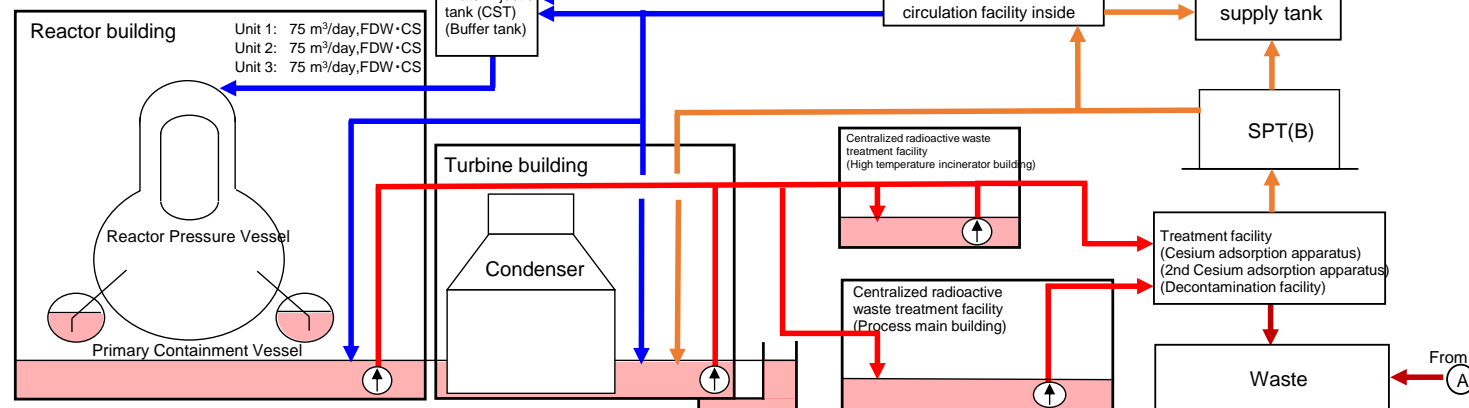 tank (CST)
(Buffer tank)
circulation facility inside
supply tank
Reactor building
Unit 1: 75 m³/day,FDW・CS
Unit 2: 75 m³/day,FDW・CS
Unit 3: 75 m³/day,FDW・CS
SPT(B)
Centralized radioactive waste
treatment facility
(High temperature incinerator building)
Turbine building
Reactor Pressure Vessel
Condenser
Treatment facility
(Cesium adsorption apparatus)
(2nd Cesium adsorption apparatus)
(Decontamination facility)
Centralized radioactive
waste treatment facility
(Process main building)
Primary Containment Vessel
Waste
From
A